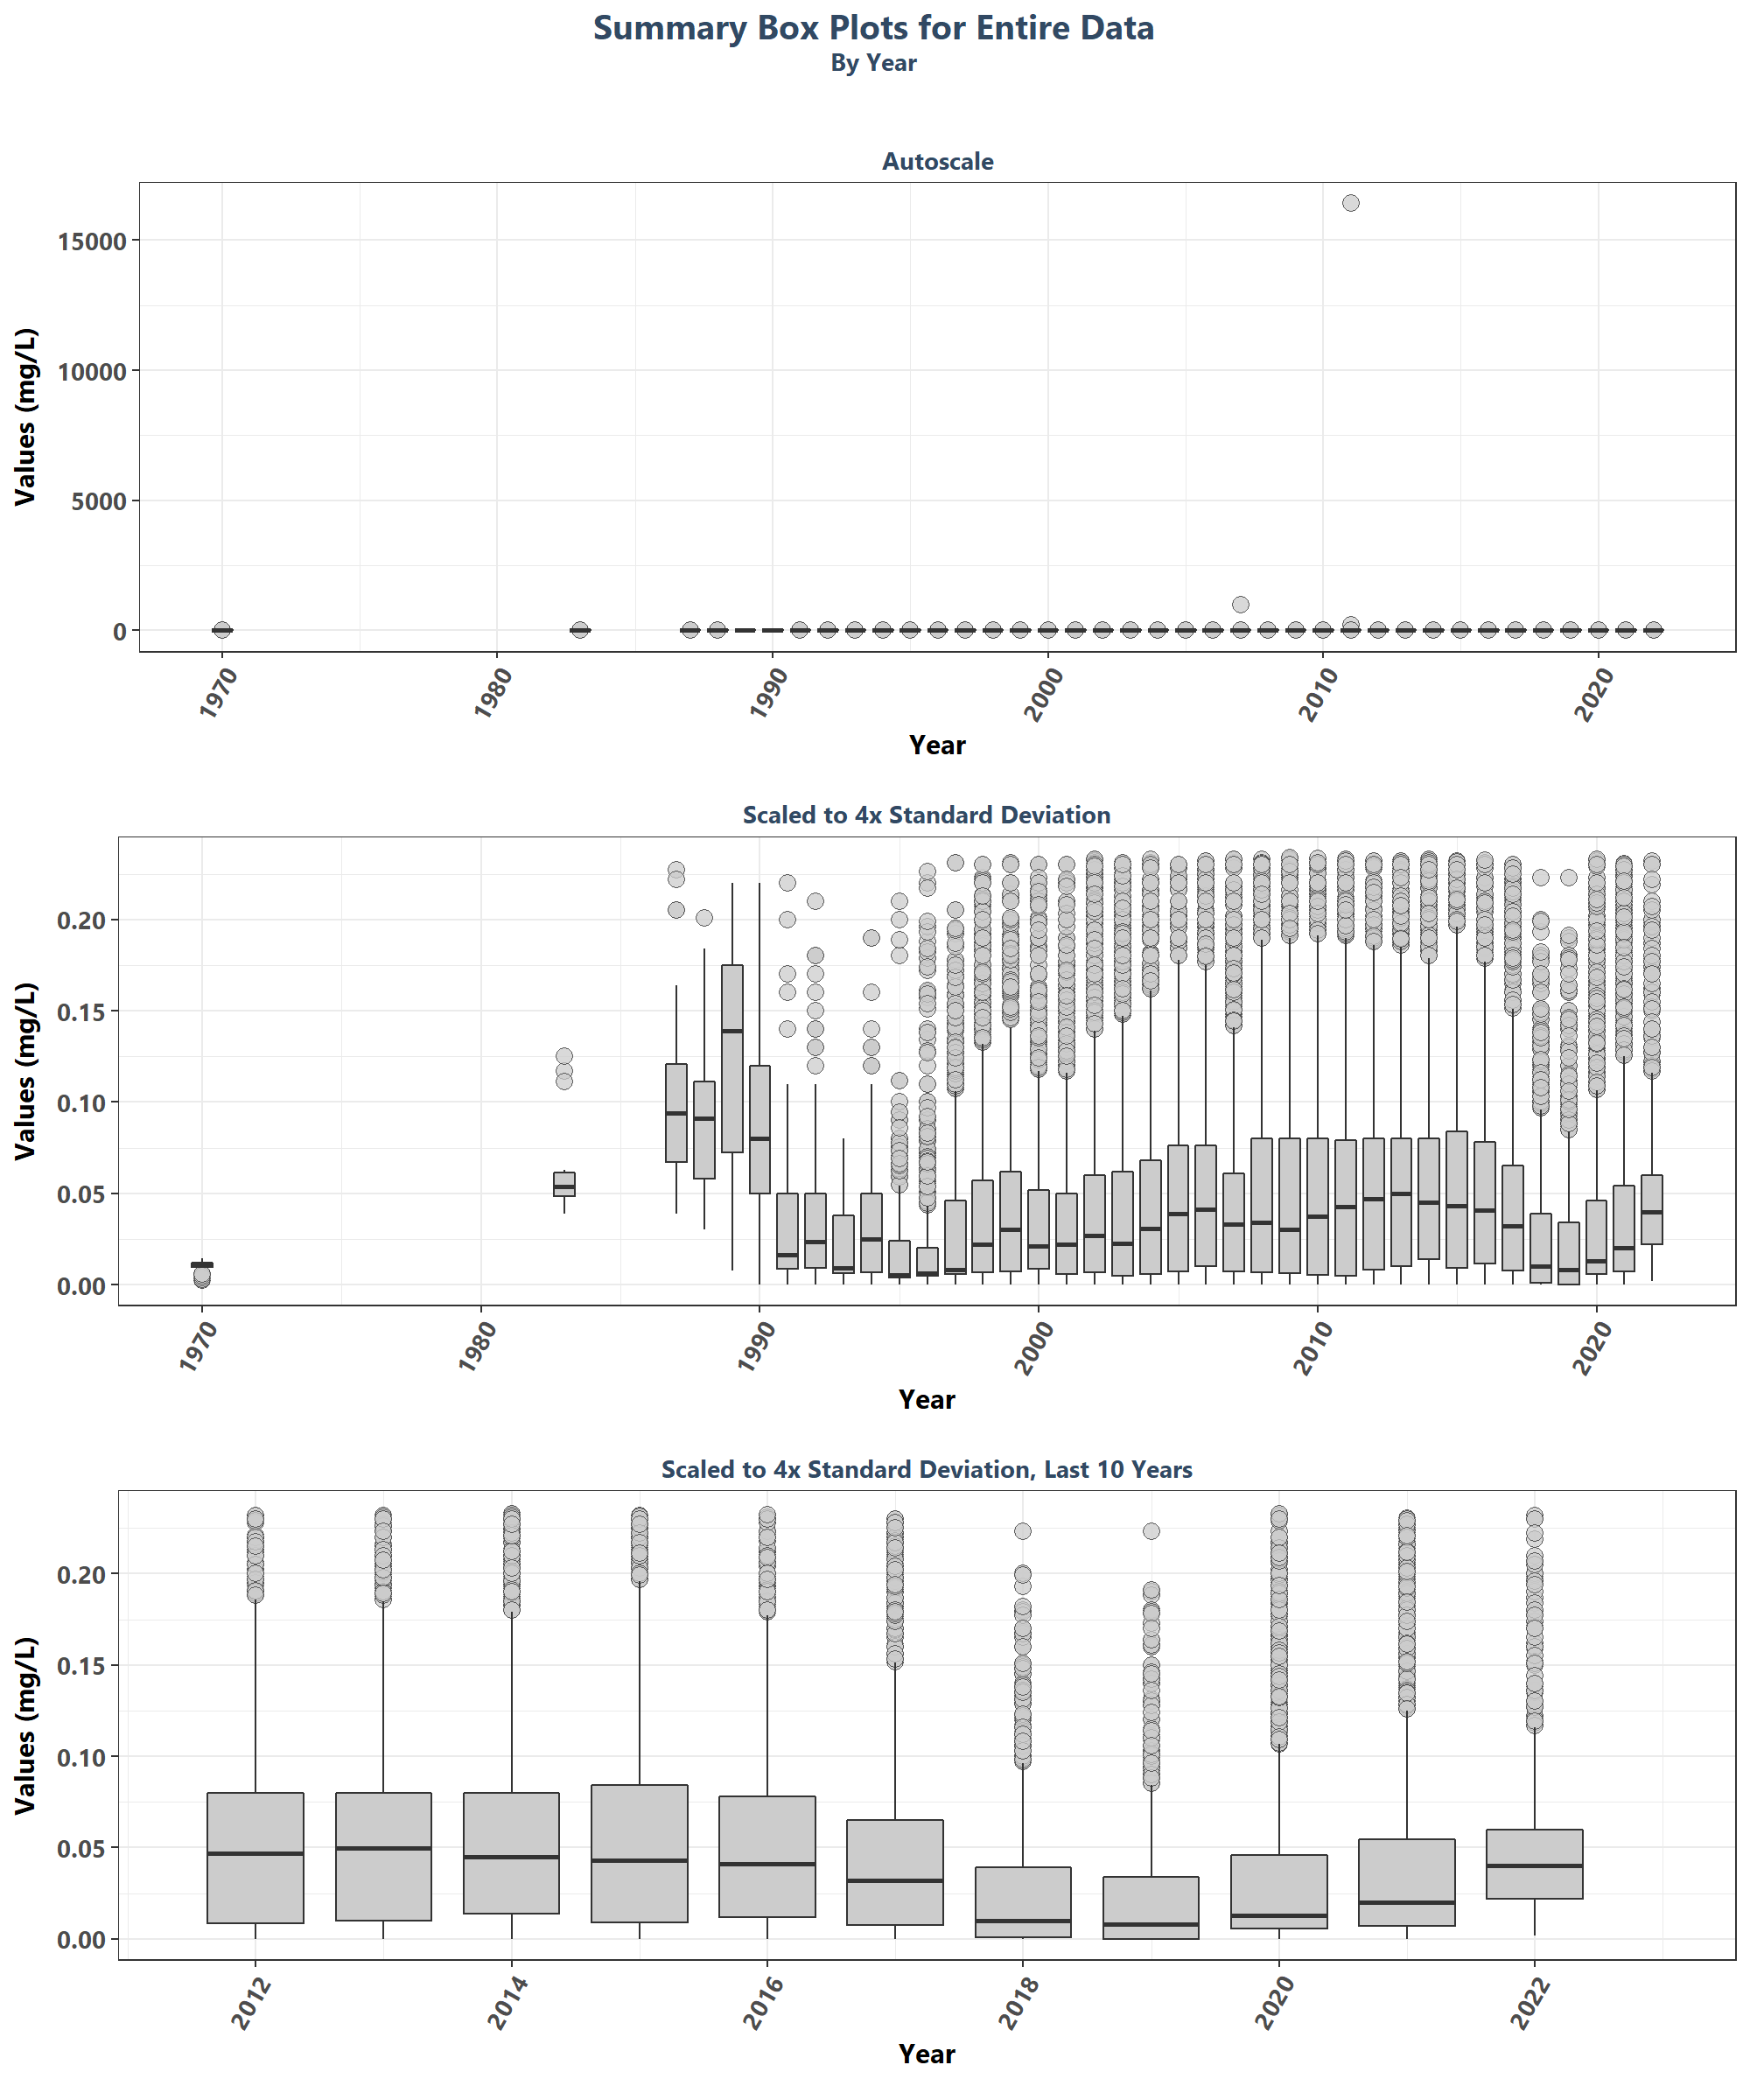 Summary Box Plots for Entire Data
By Year
Autoscale
Values (mg/L)
15000
10000
5000
0
1970
1980
1990
2000
2010
2020
Year
Scaled to 4x Standard Deviation
Values (mg/L)
0.20
0.15
0.10
0.05
0.00
1970
1980
1990
2000
2010
2020
Year
Scaled to 4x Standard Deviation, Last 10 Years
Values (mg/L)
0.20
0.15
0.10
0.05
0.00
2012
2014
2016
2018
2020
2022
Year